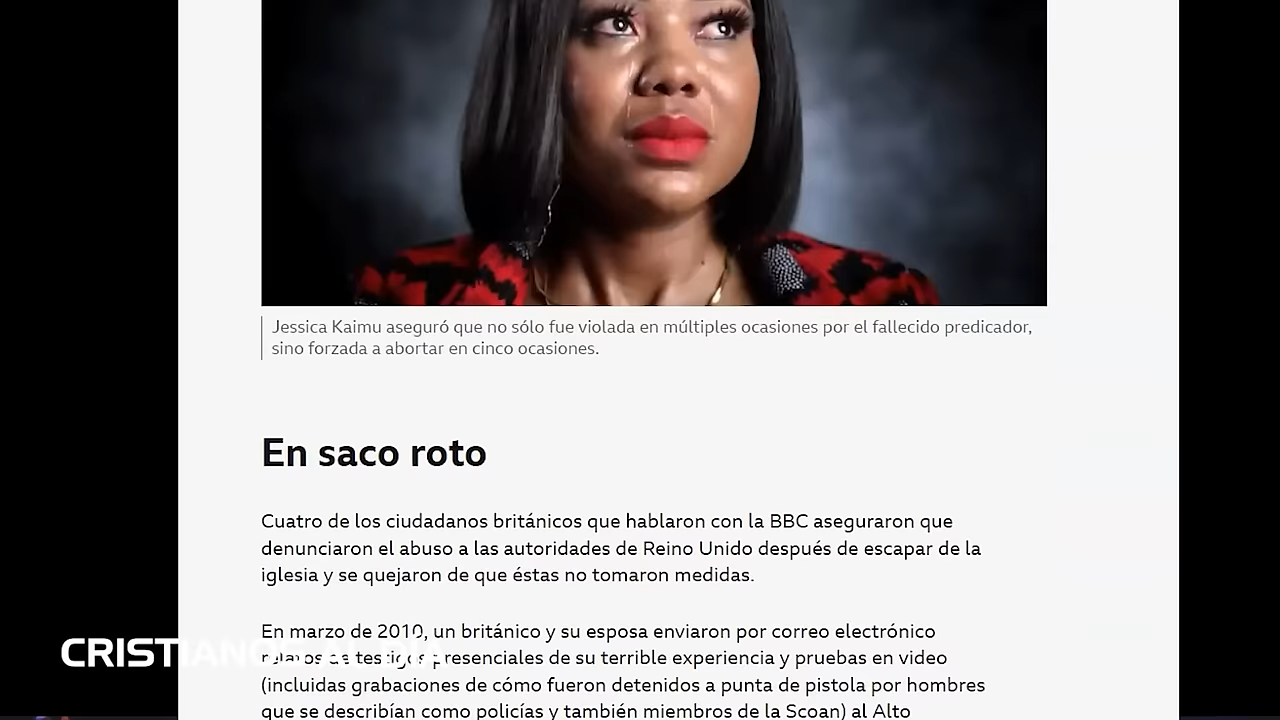 Jessica Kaimu aseguró que no sólo fue violada en múltiples ocasiones por el fallecido predicador,
sino forzada a abortar en cinco ocasiones.
En saco roto
Cuatro de los ciudadanos británicos que hablaron con la BBC aseguraron que
denunciaron el abuso a las autoridades de Reino Unido después de escapar de la
iglesia y se quejaron de que éstas no tomaron medidas.
En marzo de 2010, un británico y su esposa enviaron por correo electrónico
CRISTIANOS AL DIA
relatos de testigos presenciales de su terrible experiencia y pruebas en video
(incluidas grabaciones de cómo fueron detenidos a punta de pistola por hombres
que se describían como policías y también miembros de la Scoan) al Alto